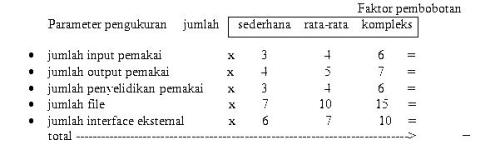 Faktor pembobotan
Parameter pengukuran jumlah sederhana rata-rata kompleks
• jumlah input pemakai x 3 4 6 =
• jumlah output pemakai x 4 5 7 =
• jumlah penyelidikan pemakai x 3 4 6 =
• jumlah file x 7 10 15 =
• jumlah interface eksternal x 6 7 10 =
total ---------------------------------------------------------------------> _